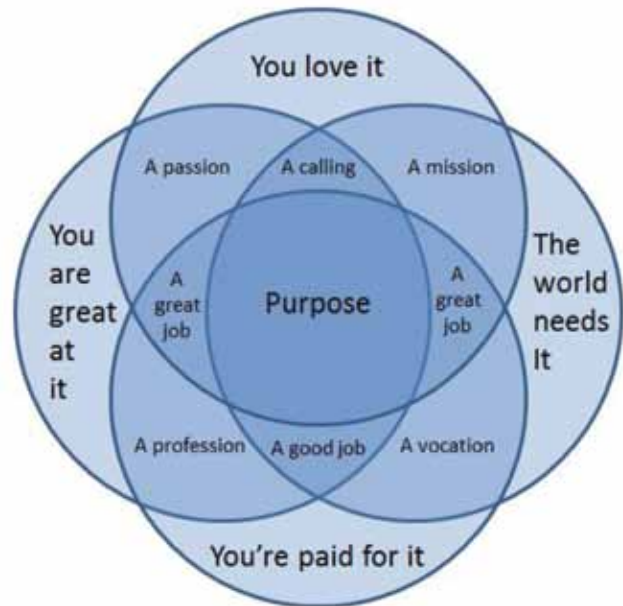 You love it
A passion
A calling
A mission
You
are
great
at
it
A
great
job
Purpose
A
great
job
The
world
needs
It
A profession
A good job
A vocation
You're paid for it